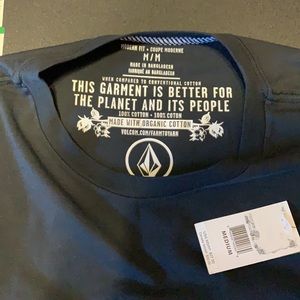 MODERN FIT • COUPE MODERNE
M/M
MADE IN BANGLADESH
FABRIQUÉ AU BANGLADESH
WHEN COMPARED TO CONVENTIONAL COTTON
THIS GARMENT IS BETTER FOR
THE PLANET AND ITS PEOPLE
100% COTTON • 100% COTON
MADE WITH ORGANIC COTTON
VOLCOM.COM/FARMTOYARN
MEDIUM